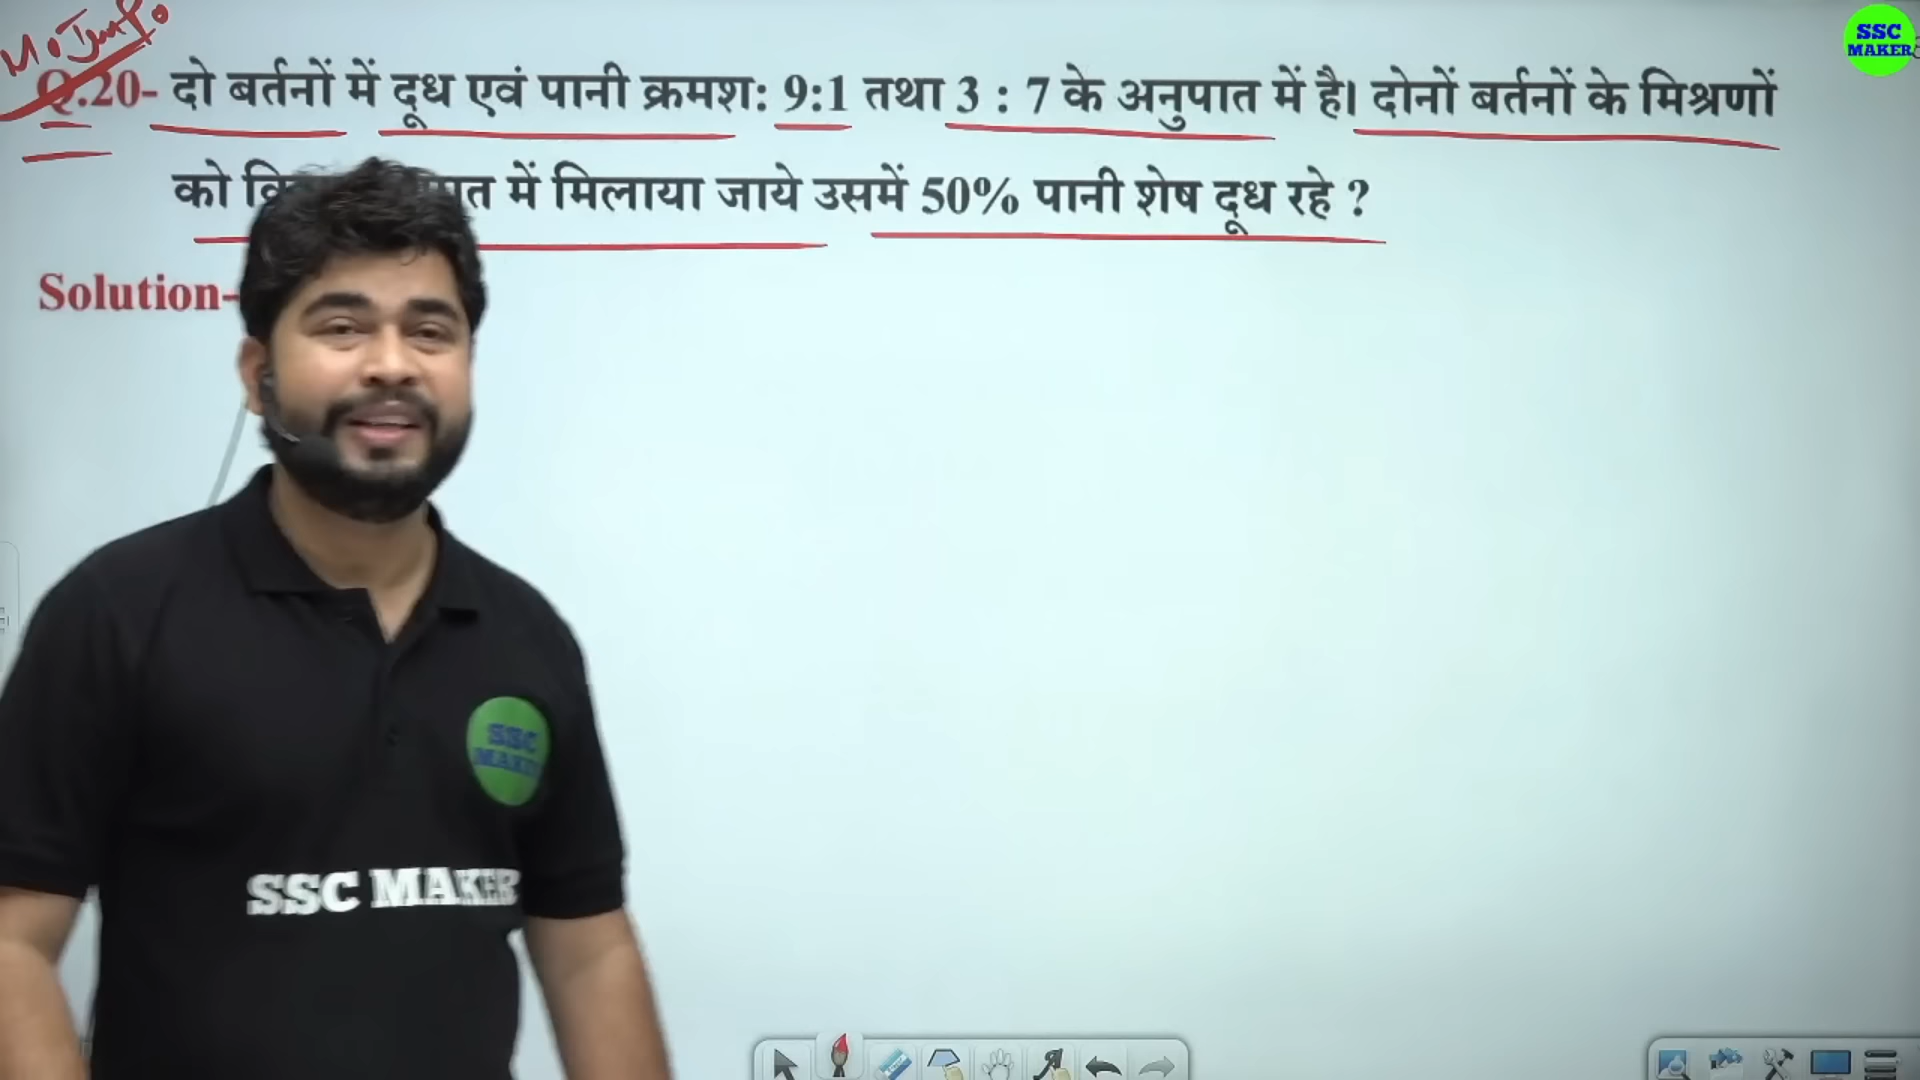 SSC
MAKER
Q.20- दो बर्तनों में दूध एवं पानी क्रमश: 9:1 तथा 3 : 7 के अनुपात में है। दोनों बर्तनों के मिश्रणों
को में मिलाया जाये उसमें 50% पानी शेष दूध रहे ?
Solution-
SSC
MAKER
SSC MAKER